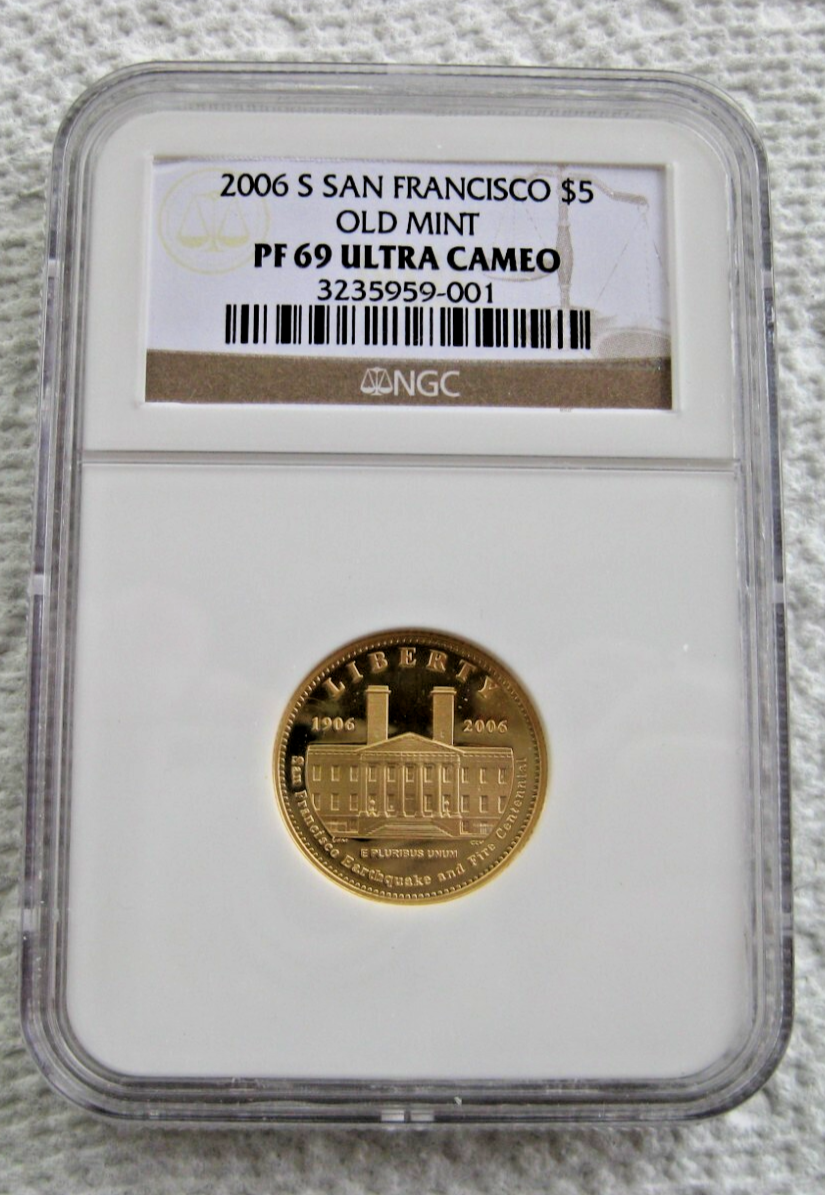 2006 S SAN FRANCISCO $5
OLD MINT
PF 69 ULTRA CAMEO
3235959-001
NGC
LIBERTY
1906 2006
San Francisco Earthquake and Fire Centennial
E PLURIBUS UNUM